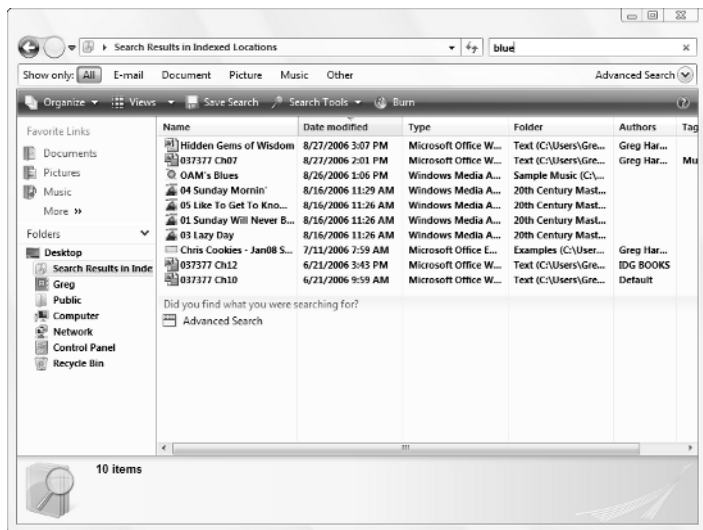 Search Results in Indexed Locations
blue
Show only: All E-mail Document Picture Music Other Advanced Search
Organize Views Save Search Search Tools Burn
Favorite Links
Documents
Pictures
Music
More »
Folders
Desktop
Search Results in Inde
Greg
Public
Computer
Network
Control Panel
Recycle Bin
Name Date modified Type Folder Authors Tag
Hidden Gems of Wisdom 8/27/2006 3:07 PM Microsoft Office W... Text (C:\Users\Gre... Greg Har...
037377 Ch07 8/27/2006 2:01 PM Microsoft Office W... Text (C:\Users\Gre... Greg Har... Mu
OAM's Blues 8/26/2006 1:06 PM Windows Media A... Sample Music (C:\...
04 Sunday Mornin' 8/16/2006 11:29 AM Windows Media A... 20th Century Mast...
05 Like To Get To Kno... 8/16/2006 11:26 AM Windows Media A... 20th Century Mast...
01 Sunday Will Never B... 8/16/2006 11:26 AM Windows Media A... 20th Century Mast...
03 Lazy Day 8/16/2006 11:26 AM Windows Media A... 20th Century Mast...
Chris Cookies - Jan08 S... 7/11/2006 7:59 AM Microsoft Office E... Examples (C:\User... Greg Har...
037377 Ch12 6/21/2006 3:43 PM Microsoft Office W... Text (C:\Users\Gre... IDG BOOKS
037377 Ch10 6/21/2006 9:59 AM Microsoft Office W... Text (C:\Users\Gre... Default
Did you find what you were searching for?
Advanced Search
10 items